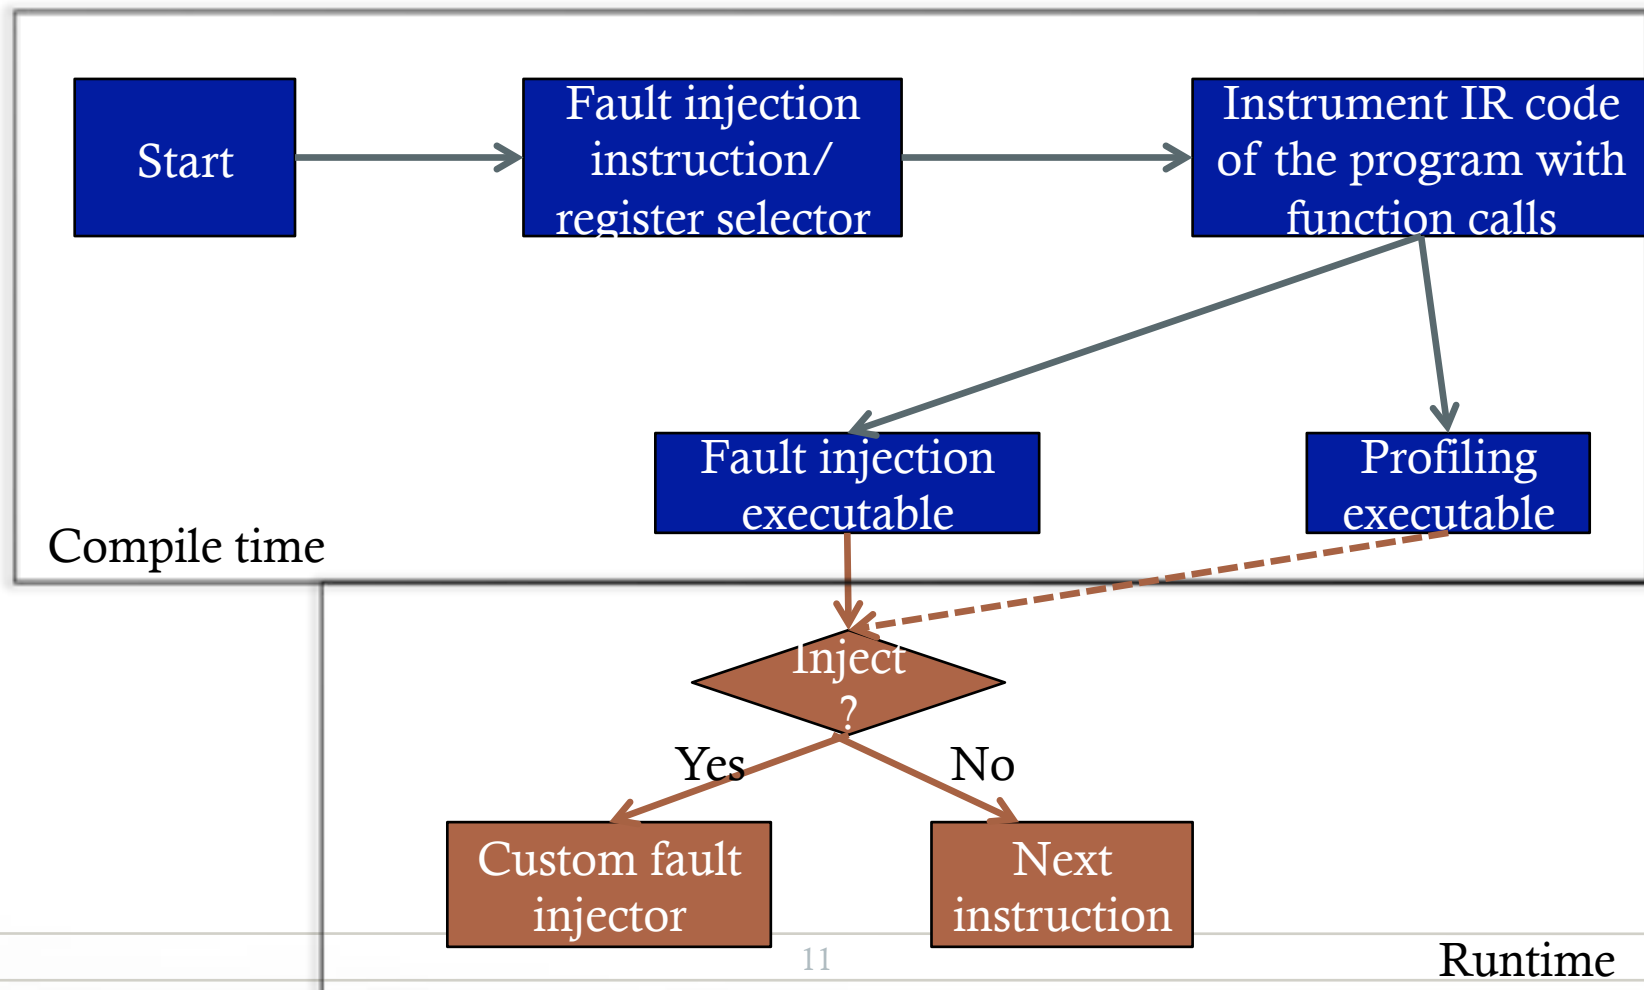 Start
Fault injection
instruction/
register selector
Instrument IR code
of the program with
function calls
Fault injection
executable
Profiling
executable
Compile time
Inject
?
Yes
No
Custom fault
injector
Next
instruction
11
Runtime